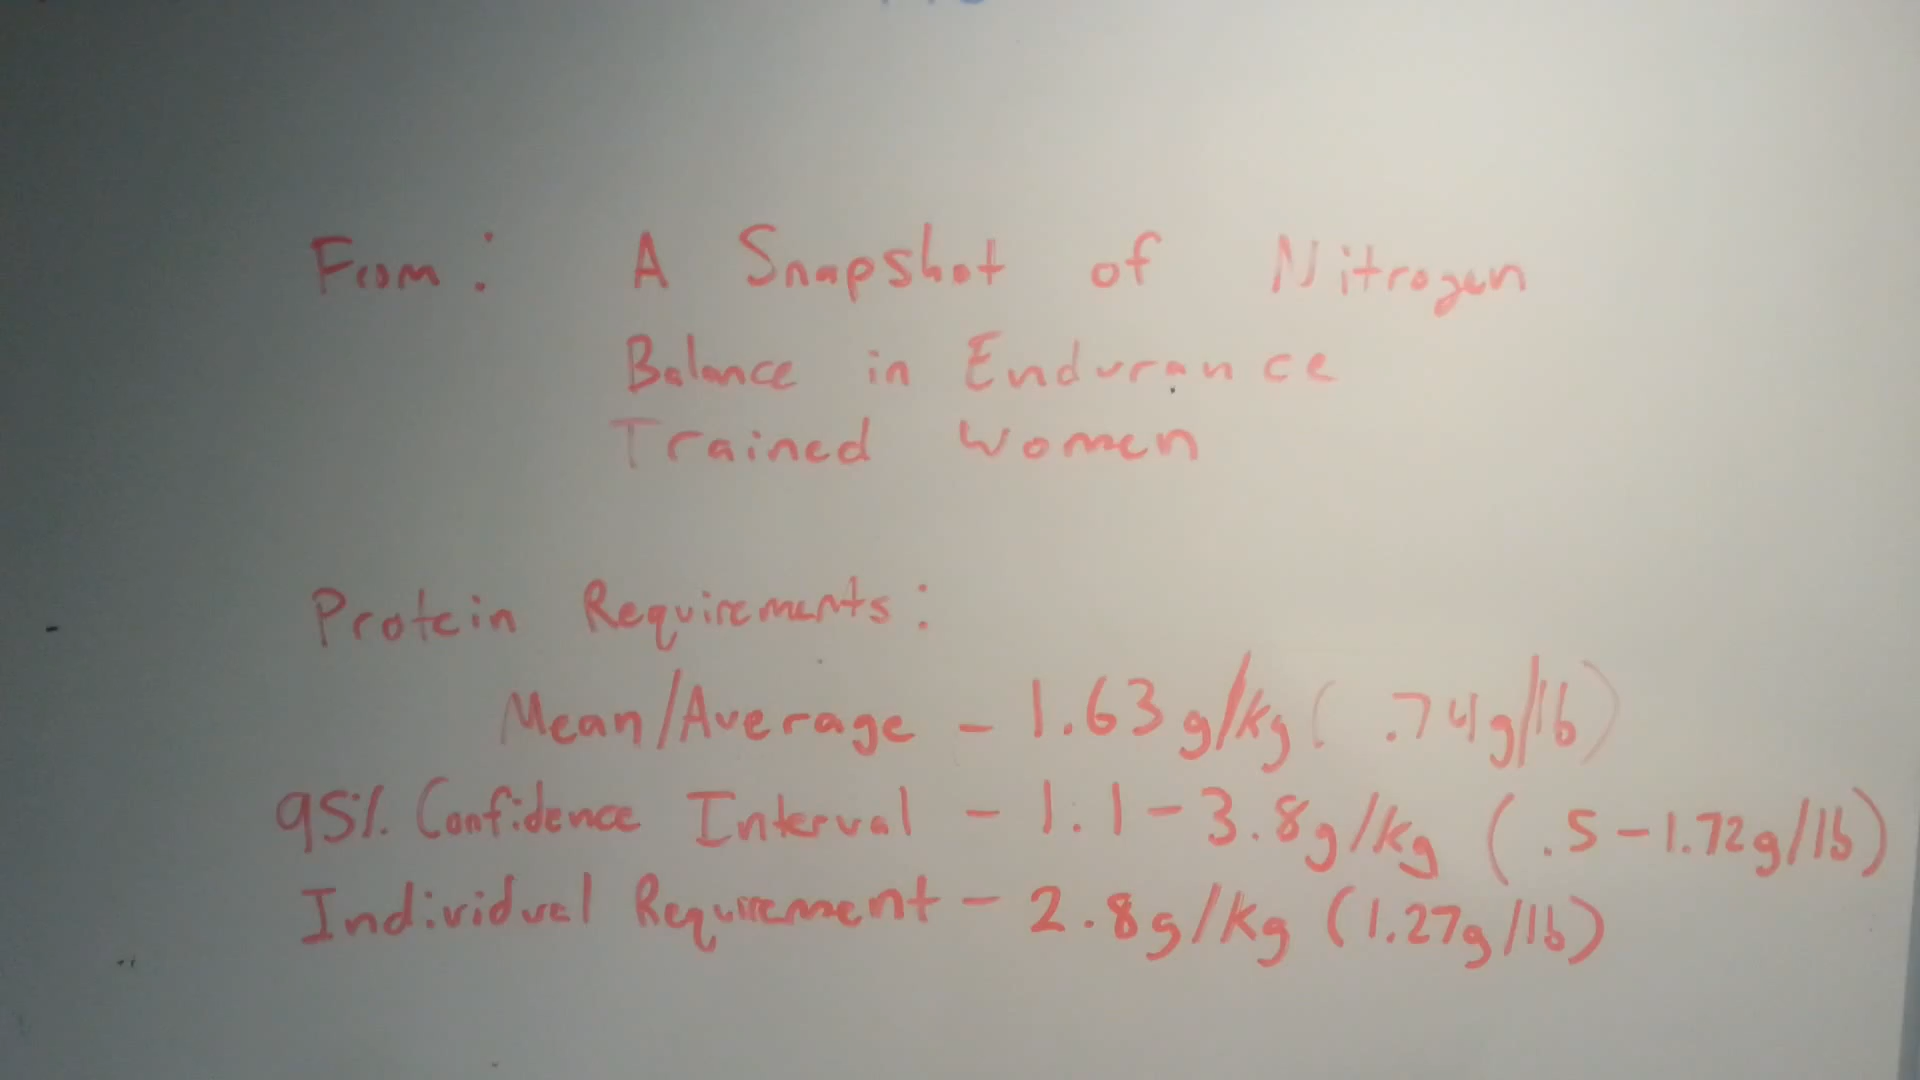 From: A Snapshot of Nitrogen
Balance in Endurance
Trained Women
Protein Requirements:
Mean/Average - 1.63g/kg (.74g/lb)
95% Confidence Interval - 1.1-3.8g/kg (.5-1.72g/lb)
Individual Requirement - 2.8g/kg (1.27g/lb)